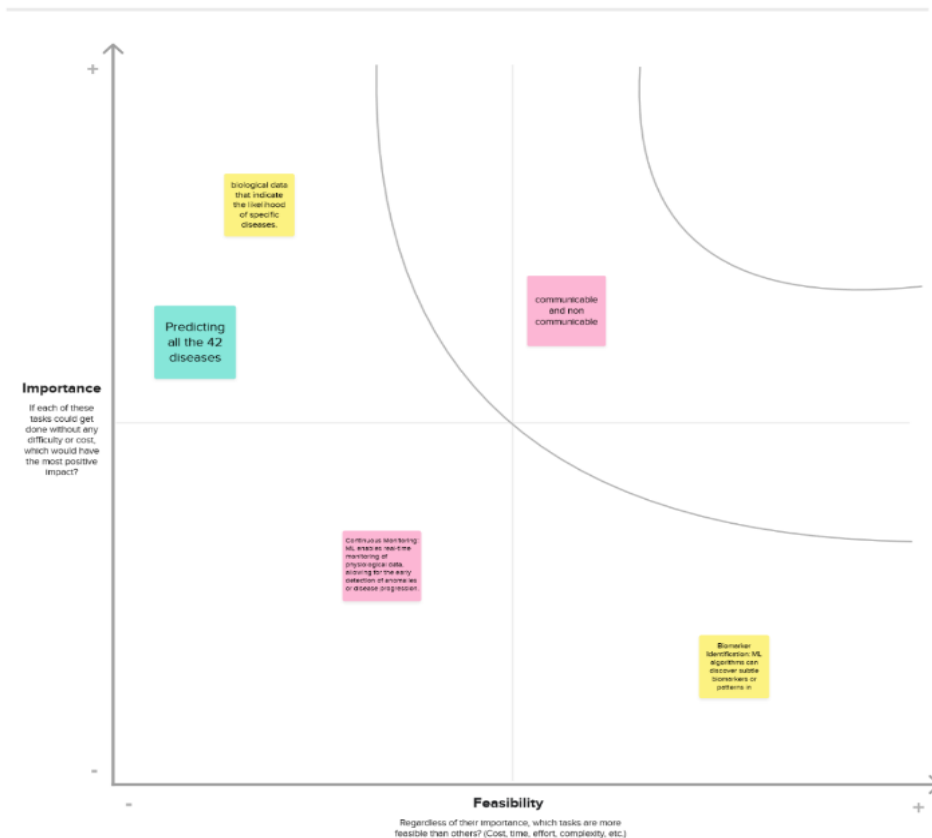 +
biological data
that indicate
the likelihood
of specific
diseases.
communicable
and non
communicable
Predicting
all the 42
diseases
Importance
If each of these
tasks could get
done without any
difficulty or cost,
which would have
the most positive
impact?
Continuous Monitoring:
ML enables real-time
monitoring of
physiological data,
allowing for the early
detection of anomalies
or disease progression.
Biomarker
Identification: ML
algorithms can
discover subtle
biomarkers or
patterns in
-
-
Feasibility
+
Regardless of their importance, which tasks are more
feasible than others? (Cost, time, effort, complexity, etc.)